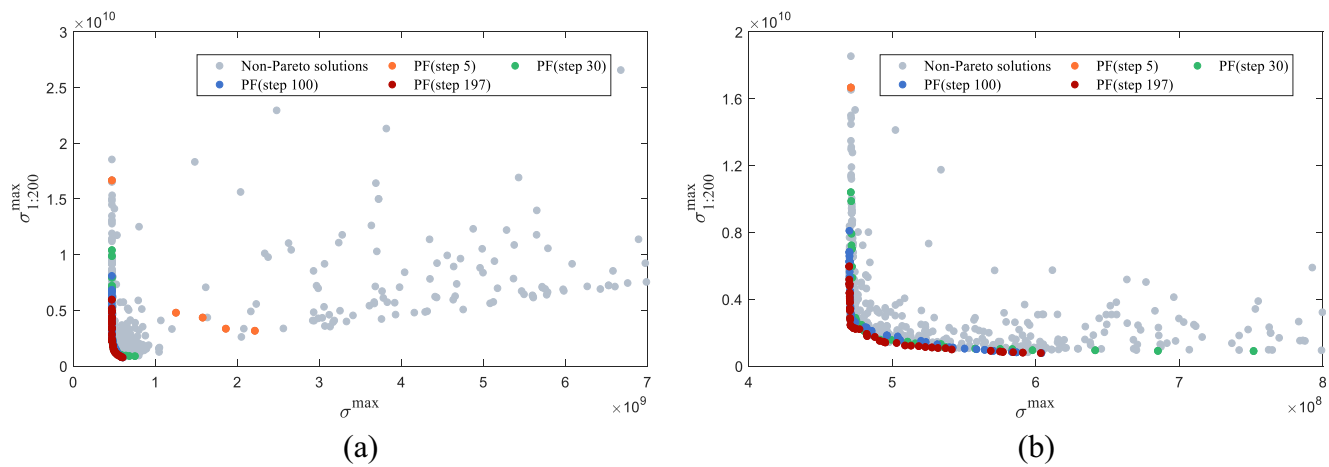 ×10^10
3
2.5
2
1.5
1
0.5
0
σ^max_1:200
0 1 2 3 4 5 6 7
×10^9
σ^max
Non-Pareto solutions PF(step 5) PF(step 30)
PF(step 100) PF(step 197)
(a)
×10^10
2
1.6
1.2
0.8
0.4
0
σ^max_1:200
4 5 6 7 8
×10^8
σ^max
Non-Pareto solutions PF(step 5) PF(step 30)
PF(step 100) PF(step 197)
(b)